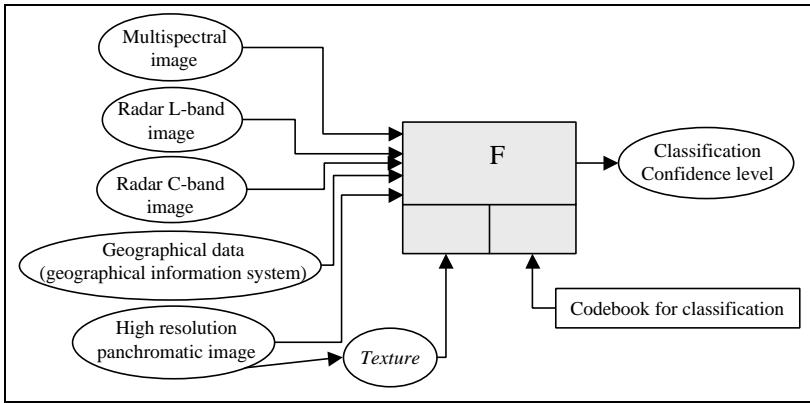 Multispectral
image
Radar L-band
image
Radar C-band
image
Geographical data
(geographical information system)
High resolution
panchromatic image
Texture
F
Classification
Confidence level
Codebook for classification